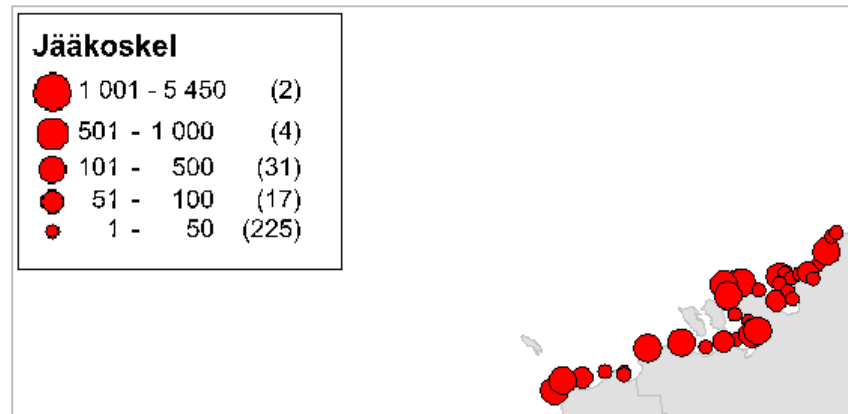 Jääkoskel
1 001 - 5 450 (2)
501 - 1 000 (4)
101 - 500 (31)
51 - 100 (17)
1 - 50 (225)